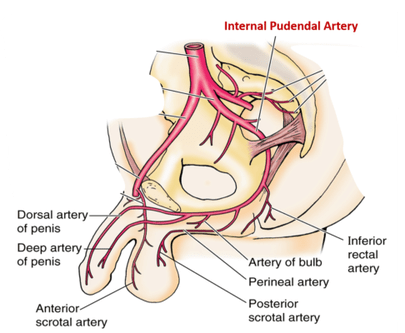 Internal Pudendal Artery
Dorsal artery
of penis
Deep artery
of penis
Anterior
scrotal artery
Artery of bulb
Perineal artery
Posterior
scrotal artery
Inferior
rectal
artery